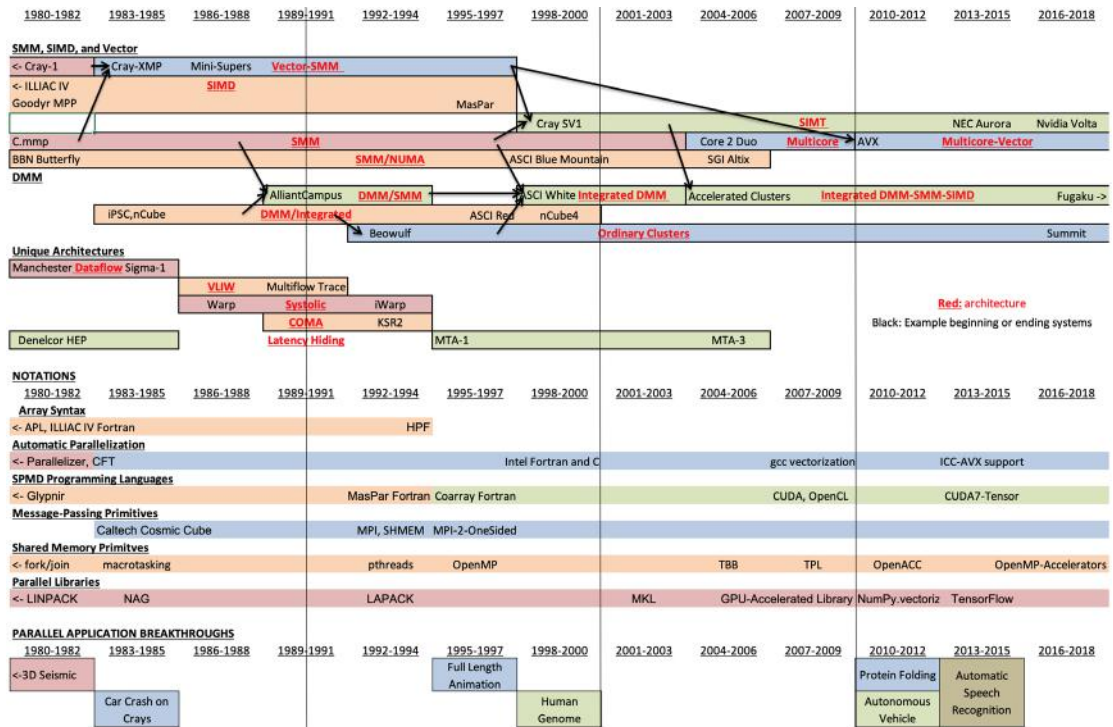 1980-1982 1983-1985 1986-1988 1989-1991 1992-1994 1995-1997 1998-2000 2001-2003 2004-2006 2007-2009 2010-2012 2013-2015 2016-2018
SMM, SIMD, and Vector
<- Cray-1 Cray-XMP Mini-Supers Vector-SMM
<- ILLIAC IV SIMD
Goodyr MPP MasPar
Cray SV1 SIMT NEC Aurora Nvidia Volta
C.mmp SMM Core 2 Duo Multicore AVX Multicore-Vector
BBN Butterfly SMM/NUMA ASCI Blue Mountain SGI Altix
DMM
AlliantCampus DMM/SMM ASCI White Integrated DMM Accelerated Clusters Integrated DMM-SMM-SIMD Fugaku ->
iPSC,nCube DMM/Integrated ASCI Red nCube4
Beowulf Ordinary Clusters Summit
Unique Architectures
Manchester Dataflow Sigma-1
VLIW Multiflow Trace
Warp Systolic iWarp Red: architecture
COMA KSR2 Black: Example beginning or ending systems
Denelcor HEP Latency Hiding MTA-1 MTA-3
NOTATIONS
1980-1982 1983-1985 1986-1988 1989-1991 1992-1994 1995-1997 1998-2000 2001-2003 2004-2006 2007-2009 2010-2012 2013-2015 2016-2018
Array Syntax
<- APL, ILLIAC IV Fortran HPF
Automatic Parallelization
<- Parallelizer, CFT Intel Fortran and C gcc vectorization ICC-AVX support
SPMD Programming Languages
<- Glypnir MasPar Fortran Coarray Fortran CUDA, OpenCL CUDA7-Tensor
Message-Passing Primitives
Caltech Cosmic Cube MPI, SHMEM MPI-2-OneSided
Shared Memory Primitves
<- fork/join macrotasking pthreads OpenMP TBB TPL OpenACC OpenMP-Accelerators
Parallel Libraries
<- LINPACK NAG LAPACK MKL GPU-Accelerated Library NumPy.vectoriz TensorFlow
PARALLEL APPLICATION BREAKTHROUGHS
1980-1982 1983-1985 1986-1988 1989-1991 1992-1994 1995-1997 1998-2000 2001-2003 2004-2006 2007-2009 2010-2012 2013-2015 2016-2018
<-3D Seismic Full Length Animation Protein Folding Automatic Speech Recognition
Car Crash on Crays Human Genome Autonomous Vehicle